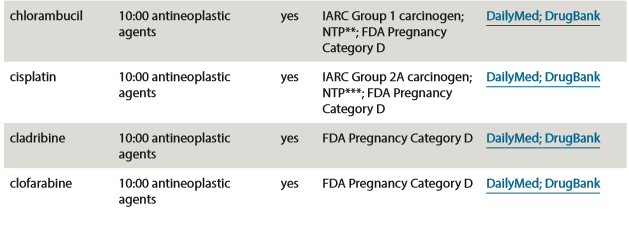 chlorambucil 10:00 antineoplastic yes IARC Group 1 carcinogen; DailyMed; DrugBank
agents NTP**; FDA Pregnancy
Category D
cisplatin 10:00 antineoplastic yes IARC Group 2A carcinogen; DailyMed; DrugBank
agents NTP***; FDA Pregnancy
Category D
cladribine 10:00 antineoplastic yes FDA Pregnancy Category D DailyMed; DrugBank
agents
clofarabine 10:00 antineoplastic yes FDA Pregnancy Category D DailyMed; DrugBank
agents